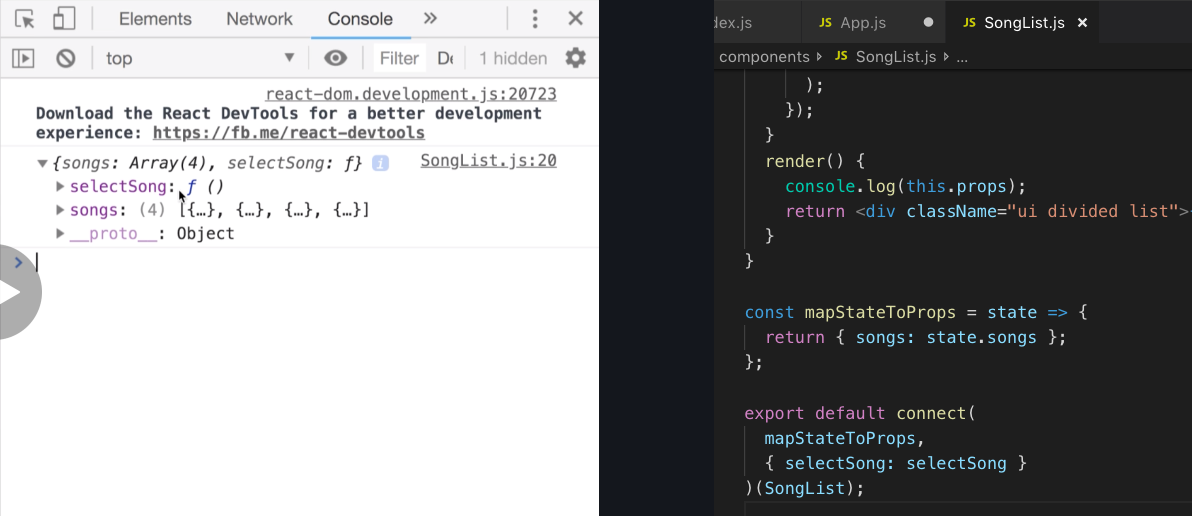 Elements Network Console »
top Filter 1 hidden
react-dom.development.js:20723
Download the React DevTools for a better development
experience: https://fb.me/react-devtools
{songs: Array(4), selectSong: ƒ} i SongList.js:20
selectSong: ƒ ()
songs: (4) [{…}, {…}, {…}, {…}]
__proto__: Object
>
JS App.js ● JS SongList.js ×
components JS SongList.js ...
);
});
}
render() {
console.log(this.props);
return <div className="ui divided list">
}
}
const mapStateToProps = state => {
return { songs: state.songs };
};
export default connect(
mapStateToProps,
{ selectSong: selectSong }
)(SongList);